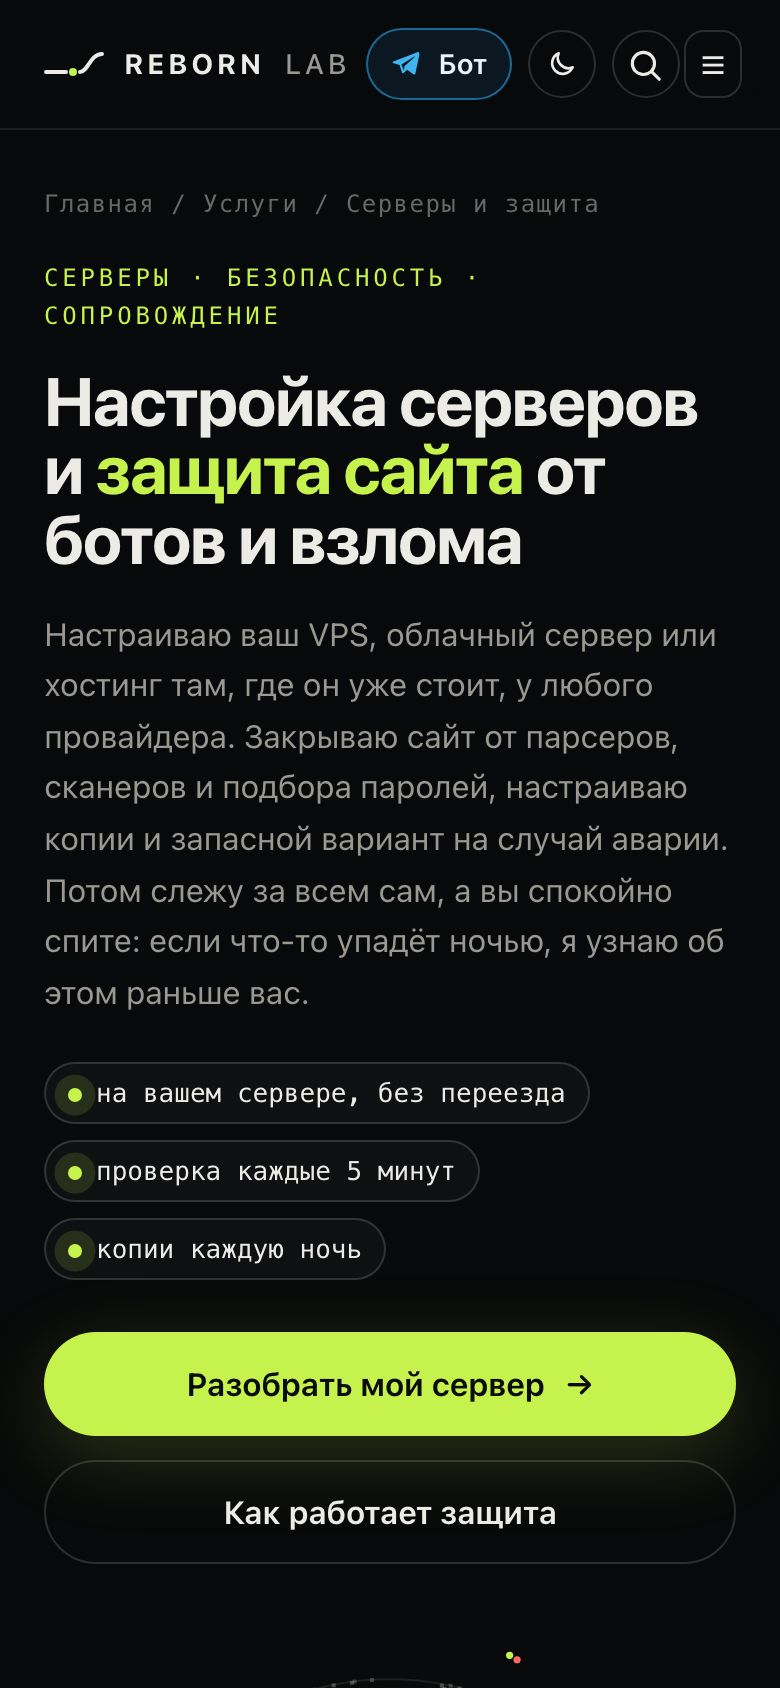 REBORN LAB
Бот
Главная / Услуги / Серверы и защита
СЕРВЕРЫ · БЕЗОПАСНОСТЬ ·
СОПРОВОЖДЕНИЕ
Настройка серверов
и защита сайта от
ботов и взлома
Настраиваю ваш VPS, облачный сервер или
хостинг там, где он уже стоит, у любого
провайдера. Закрываю сайт от парсеров,
сканеров и подбора паролей, настраиваю
копии и запасной вариант на случай аварии.
Потом слежу за всем сам, а вы спокойно
спите: если что-то упадёт ночью, я узнаю об
этом раньше вас.
на вашем сервере, без переезда
проверка каждые 5 минут
копии каждую ночь
Разобрать мой сервер →
Как работает защита